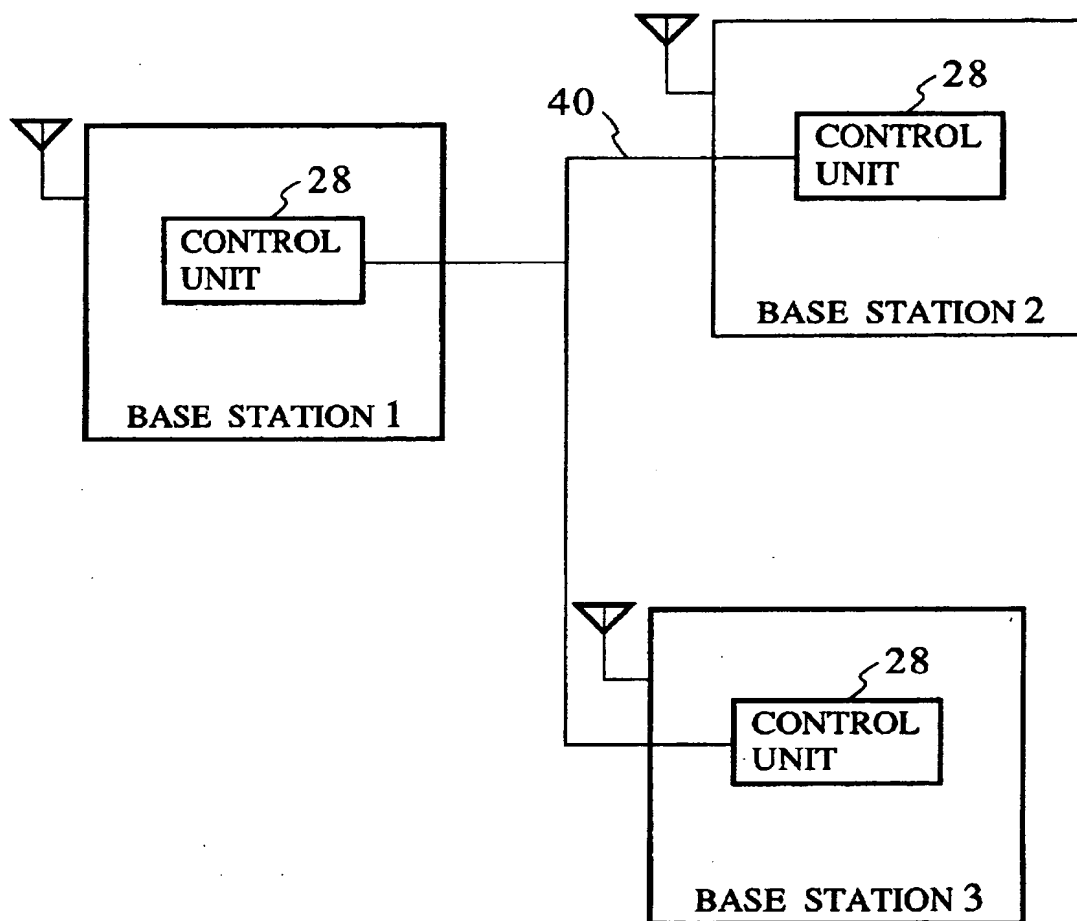 28
CONTROL
UNIT
BASE STATION 1
40
28
CONTROL
UNIT
BASE STATION 2
28
CONTROL
UNIT
BASE STATION 3